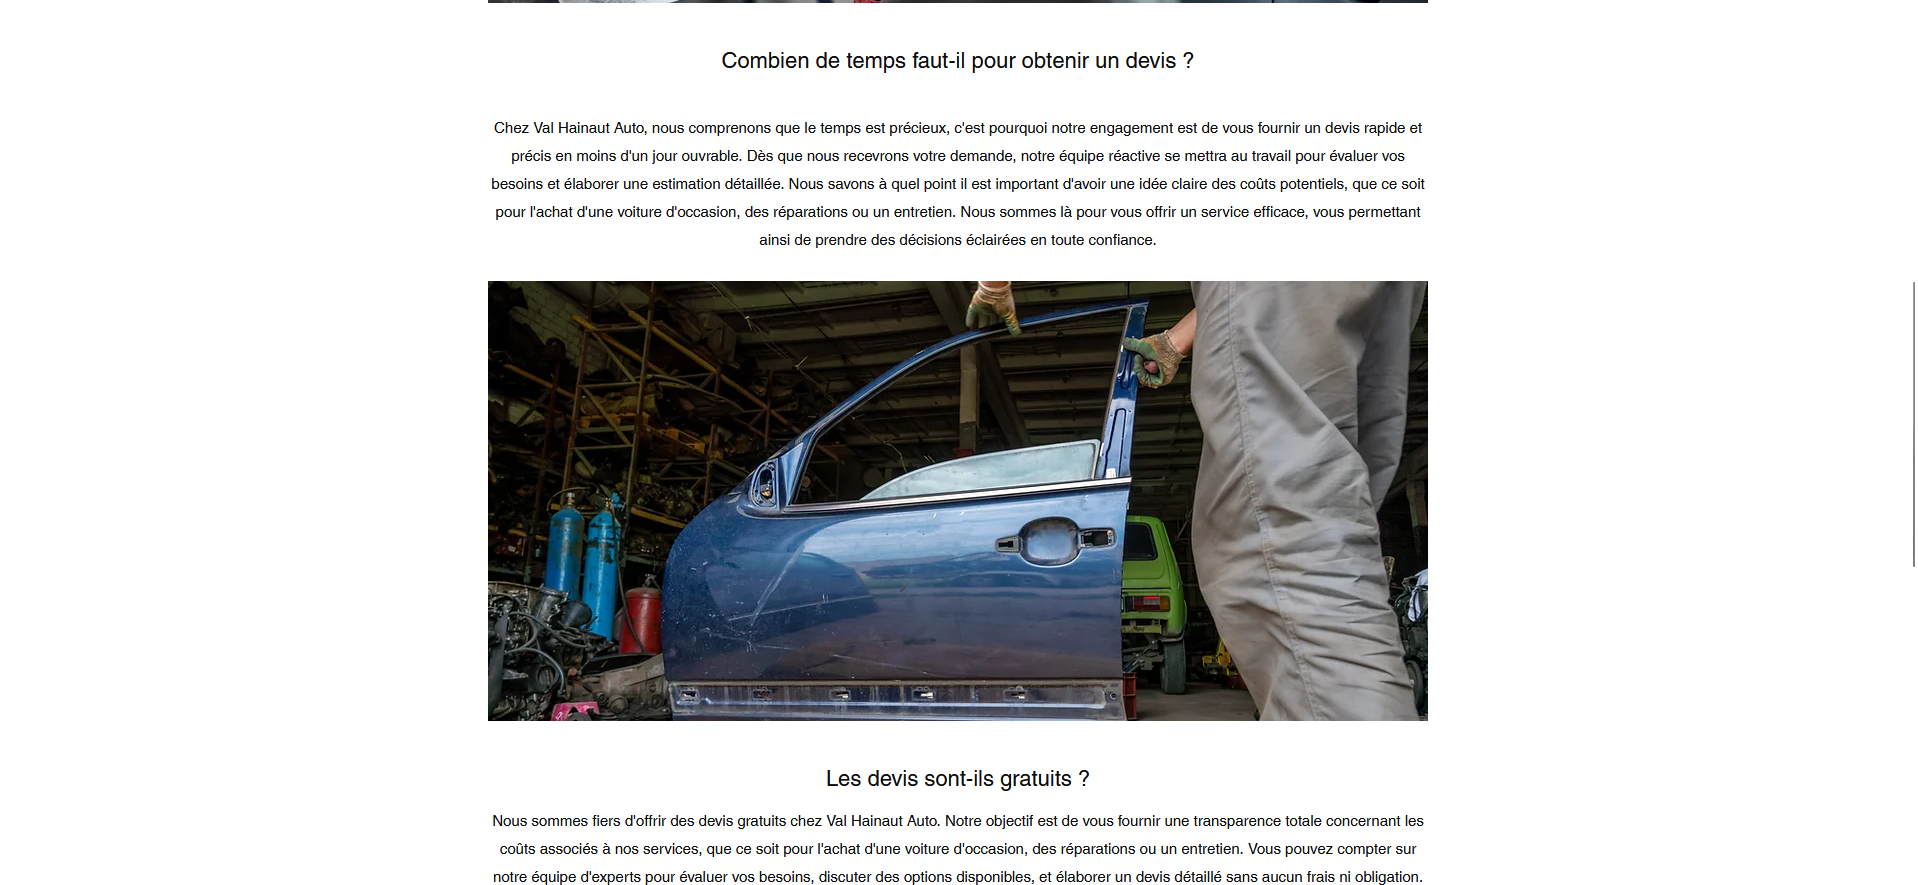 Combien de temps faut-il pour obtenir un devis ?
Chez Val Hainaut Auto, nous comprenons que le temps est précieux, c'est pourquoi notre engagement est de vous fournir un devis rapide et
précis en moins d'un jour ouvrable. Dès que nous recevrons votre demande, notre équipe réactive se mettra au travail pour évaluer vos
besoins et élaborer une estimation détaillée. Nous savons à quel point il est important d'avoir une idée claire des coûts potentiels, que ce soit
pour l'achat d'une voiture d'occasion, des réparations ou un entretien. Nous sommes là pour vous offrir un service efficace, vous permettant
ainsi de prendre des décisions éclairées en toute confiance.
Les devis sont-ils gratuits ?
Nous sommes fiers d'offrir des devis gratuits chez Val Hainaut Auto. Notre objectif est de vous fournir une transparence totale concernant les
coûts associés à nos services, que ce soit pour l'achat d'une voiture d'occasion, des réparations ou un entretien. Vous pouvez compter sur
notre équipe d'experts pour évaluer vos besoins, discuter des options disponibles, et élaborer un devis détaillé sans aucun frais ni obligation.